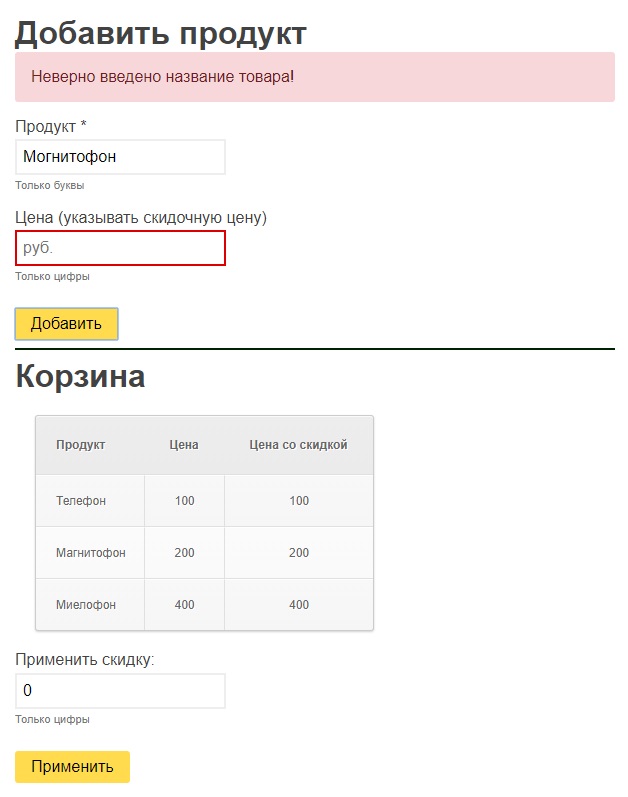 Добавить продукт
Неверно введено название товара!
Продукт *
Могнитофон
Только буквы
Цена (указывать скидочную цену)
руб.
Только цифры
Добавить
Корзина
Продукт Цена Цена со скидкой
Телефон 100 100
Магнитофон 200 200
Миелофон 400 400
Применить скидку:
0
Только цифры
Применить